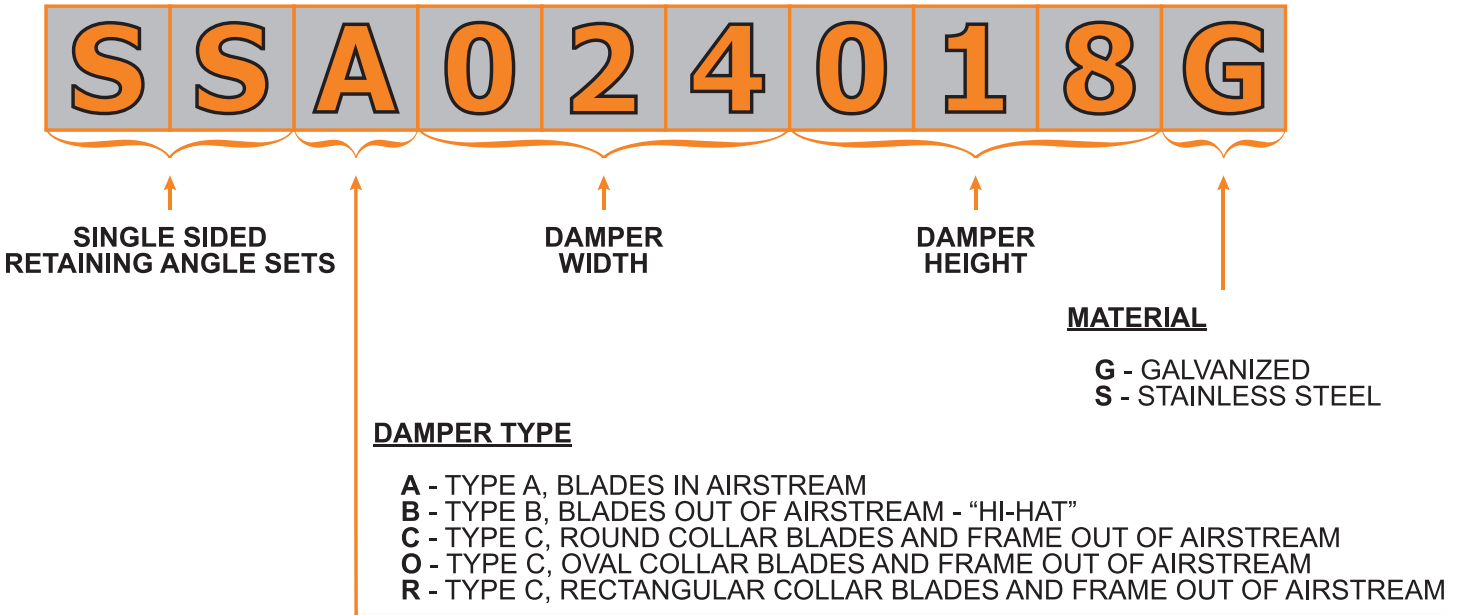 SSA024018G
SINGLE SIDED
RETAINING ANGLE SETS
DAMPER
WIDTH
DAMPER
HEIGHT
MATERIAL
G - GALVANIZED
S - STAINLESS STEEL
DAMPER TYPE
A - TYPE A, BLADES IN AIRSTREAM
B - TYPE B, BLADES OUT OF AIRSTREAM - “HI-HAT”
C - TYPE C, ROUND COLLAR BLADES AND FRAME OUT OF AIRSTREAM
O - TYPE C, OVAL COLLAR BLADES AND FRAME OUT OF AIRSTREAM
R - TYPE C, RECTANGULAR COLLAR BLADES AND FRAME OUT OF AIRSTREAM